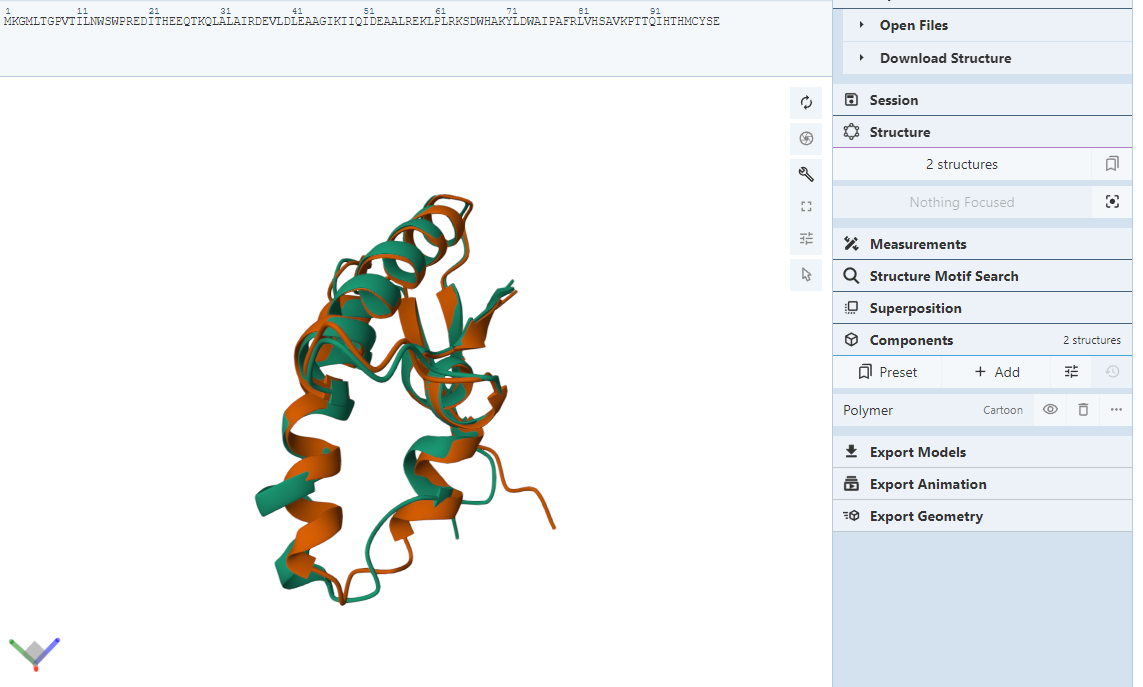 1 11 21 31 41 51 61 71 81 91
MKGMLTGPVTILNWSWPREDITHEEQTKQLALAIRDEVLDLEAAGIKIIQIDEAALREKLPLRKSDWHAKYLDWAIPAFRLVHSAVKPTTQIHTHMCYSE
Open Files
Download Structure
Session
Structure
2 structures
Nothing Focused
Measurements
Structure Motif Search
Superposition
Components 2 structures
Preset Add
Polymer Cartoon
Export Models
Export Animation
Export Geometry